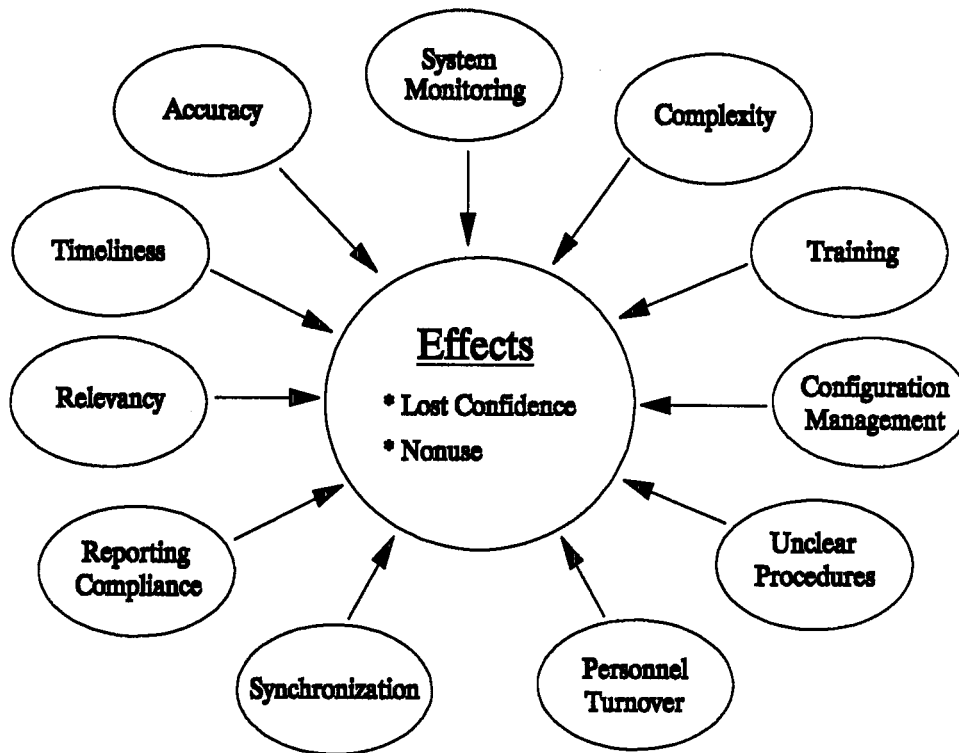 System
Monitoring
Accuracy
Complexity
Timeliness
Training
Effects
* Lost Confidence
* Nonuse
Relevancy
Configuration
Management
Reporting
Compliance
Unclear
Procedures
Synchronization
Personnel
Turnover